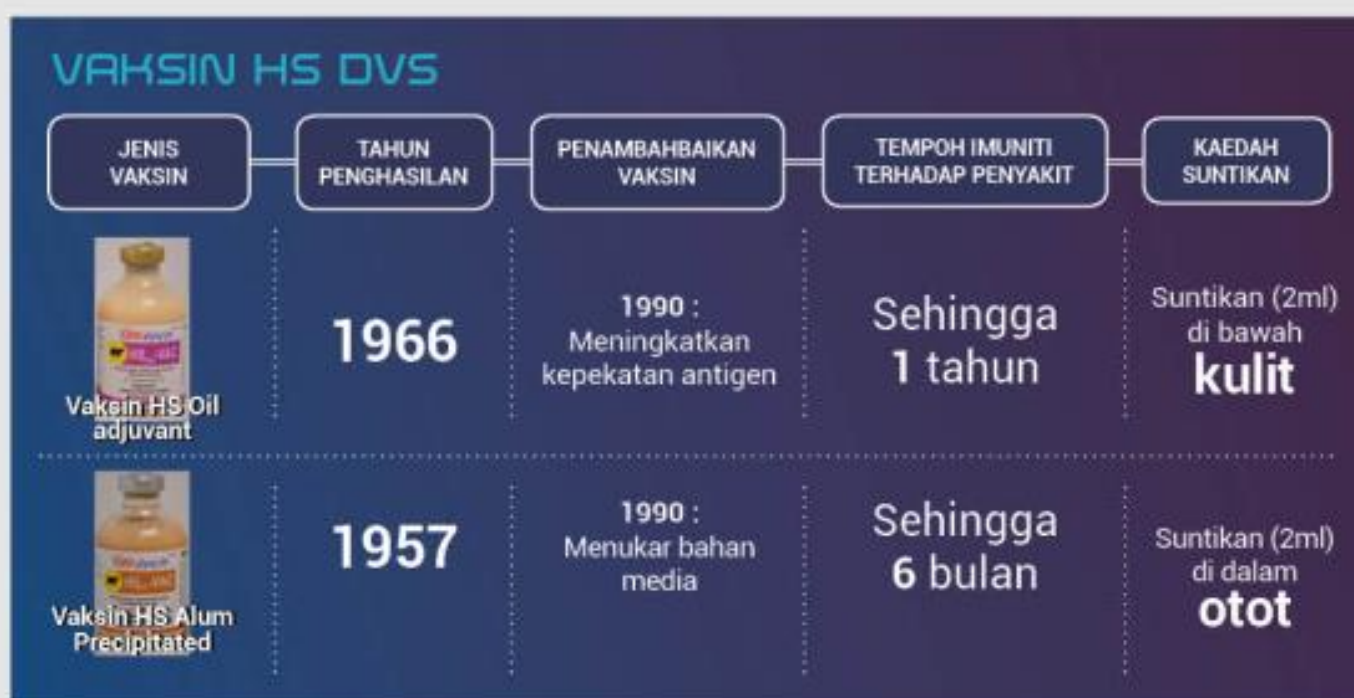 VAKSIN HS DVS
JENIS
VAKSIN
TAHUN
PENGHASILAN
PENAMBAHBAIKAN
VAKSIN
TEMPOH IMUNITI
TERHADAP PENYAKIT
KAEDAH
SUNTIKAN
Vaksin HS Oil
adjuvant
1966
1990 :
Meningkatkan
kepekatan antigen
Sehingga
1 tahun
Suntikan (2ml)
di bawah
kulit
Vaksin HS Alum
Precipitated
1957
1990 :
Menukar bahan
media
Sehingga
6 bulan
Suntikan (2ml)
di dalam
otot